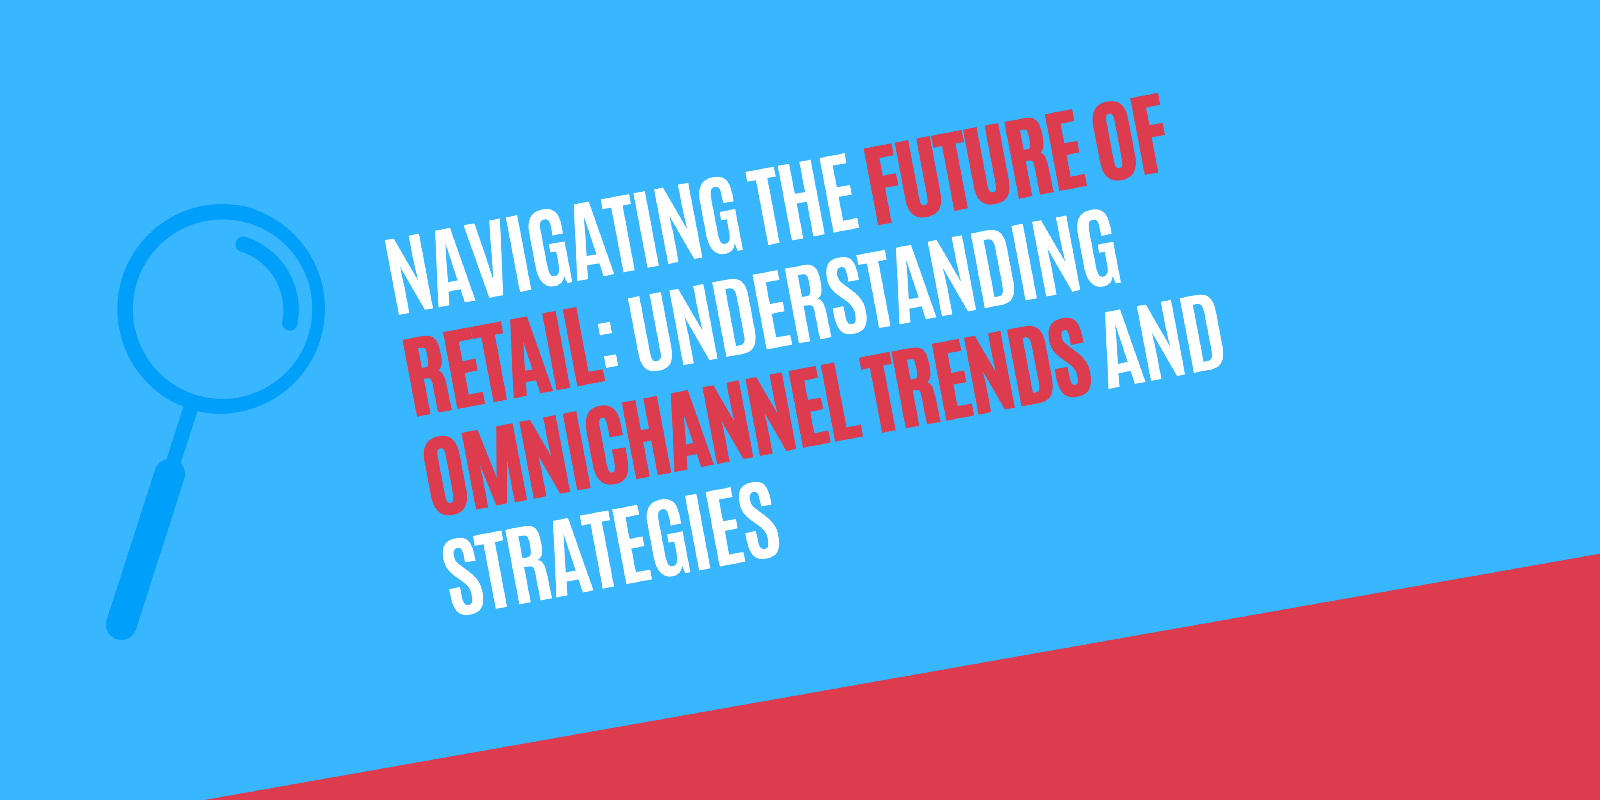 NAVIGATING THE FUTURE OF
RETAIL: UNDERSTANDING
OMNICHANNEL TRENDS AND
STRATEGIES